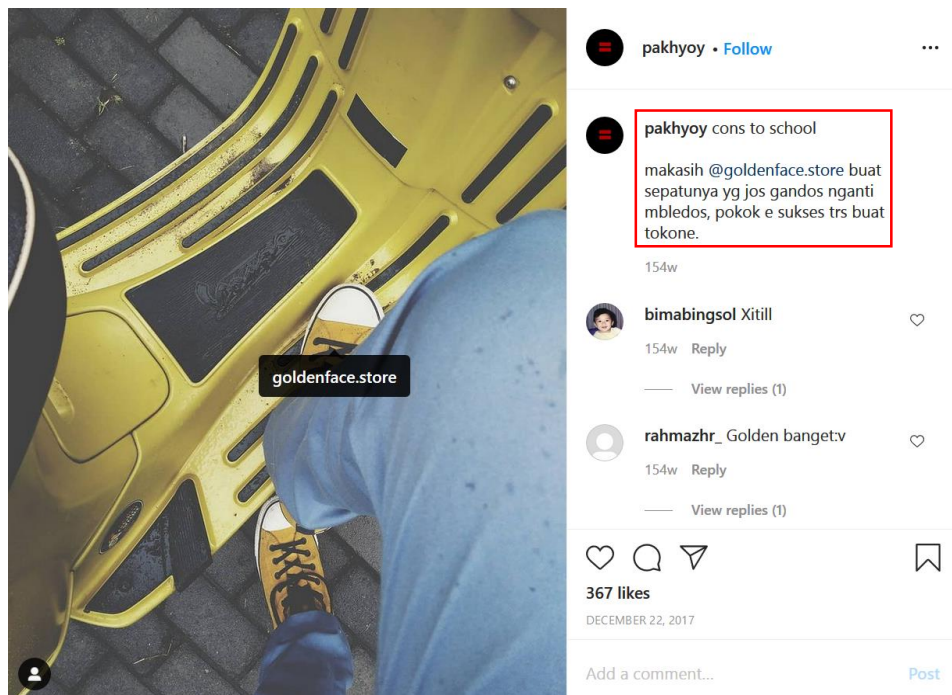 pakhyoy • Follow
pakhyoy cons to school
makasih @goldenface.store buat
sepatunya yg jos gandos nganti
mbledos, pokok e sukses trs buat
tokone.
154w
bimabingsol Xitill
154w Reply
View replies (1)
rahmazhr_ Golden banget:v
154w Reply
View replies (1)
367 likes
DECEMBER 22, 2017
Add a comment... Post
goldenface.store